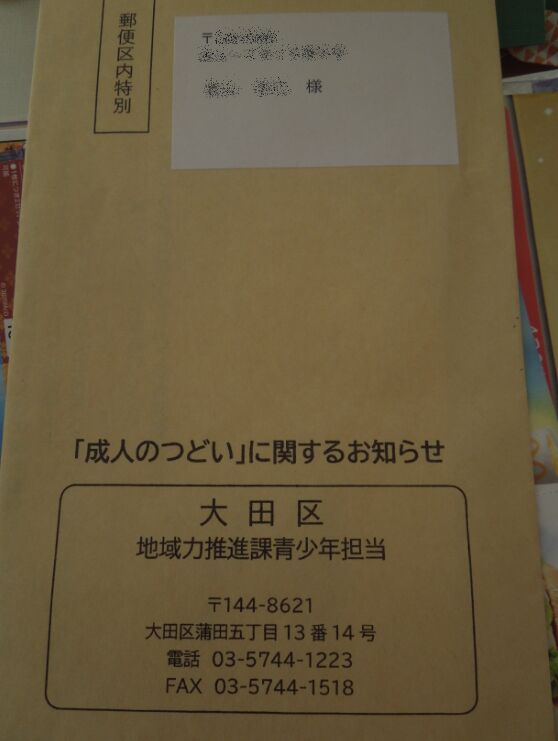 郵便区内特別
〒
様
「成人のつどい」に関するお知らせ
大田区
地域力推進課青少年担当
〒144-8621
大田区蒲田五丁目13番14号
電話 03-5744-1223
FAX 03-5744-1518